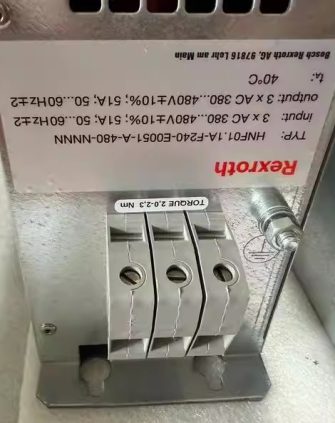 Rexroth
TYP: HNF01.1A-F240-E0051-A-480-NNNN
input: 3 x AC 380...480V±10%; 51A; 50...60Hz±2
output: 3 x AC 380...480V±10%; 51A; 50...60Hz±2
tₐ: 40°C
Bosch Rexroth AG, 97816 Lohr am Main
TORQUE 2.0-2.3 Nm